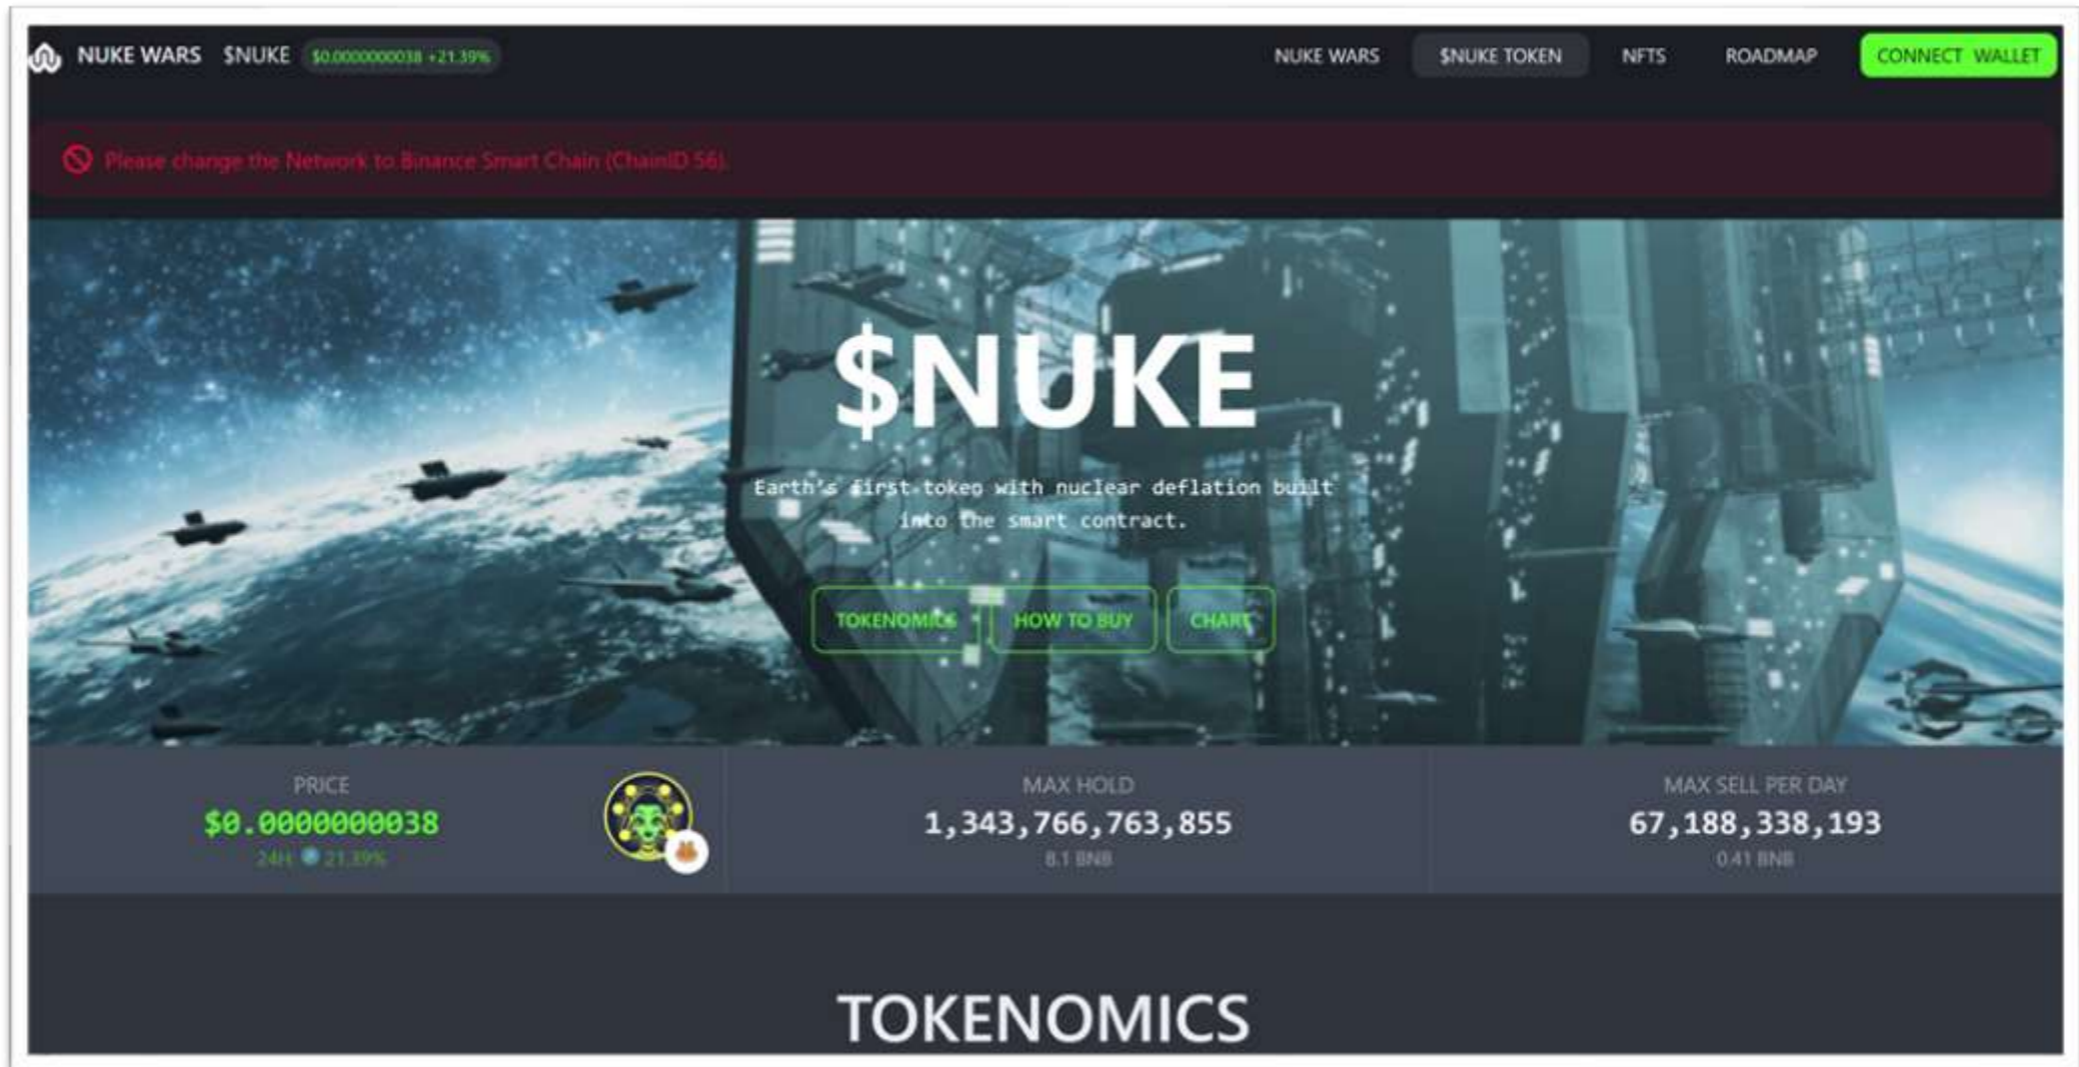 NUKE WARS $NUKE $0.0000000038 +21.39% NUKE WARS $NUKE TOKEN NFTS ROADMAP CONNECT WALLET
Please change the Network to Binance Smart Chain (ChainID 56).
$NUKE
Earth's first token with nuclear deflation built
into the smart contract.
TOKENOMICS HOW TO BUY CHART
PRICE MAX HOLD MAX SELL PER DAY
$0.0000000038 1,343,766,763,855 67,188,338,193
24H 21.39% 8.1 BNB 0.41 BNB
TOKENOMICS